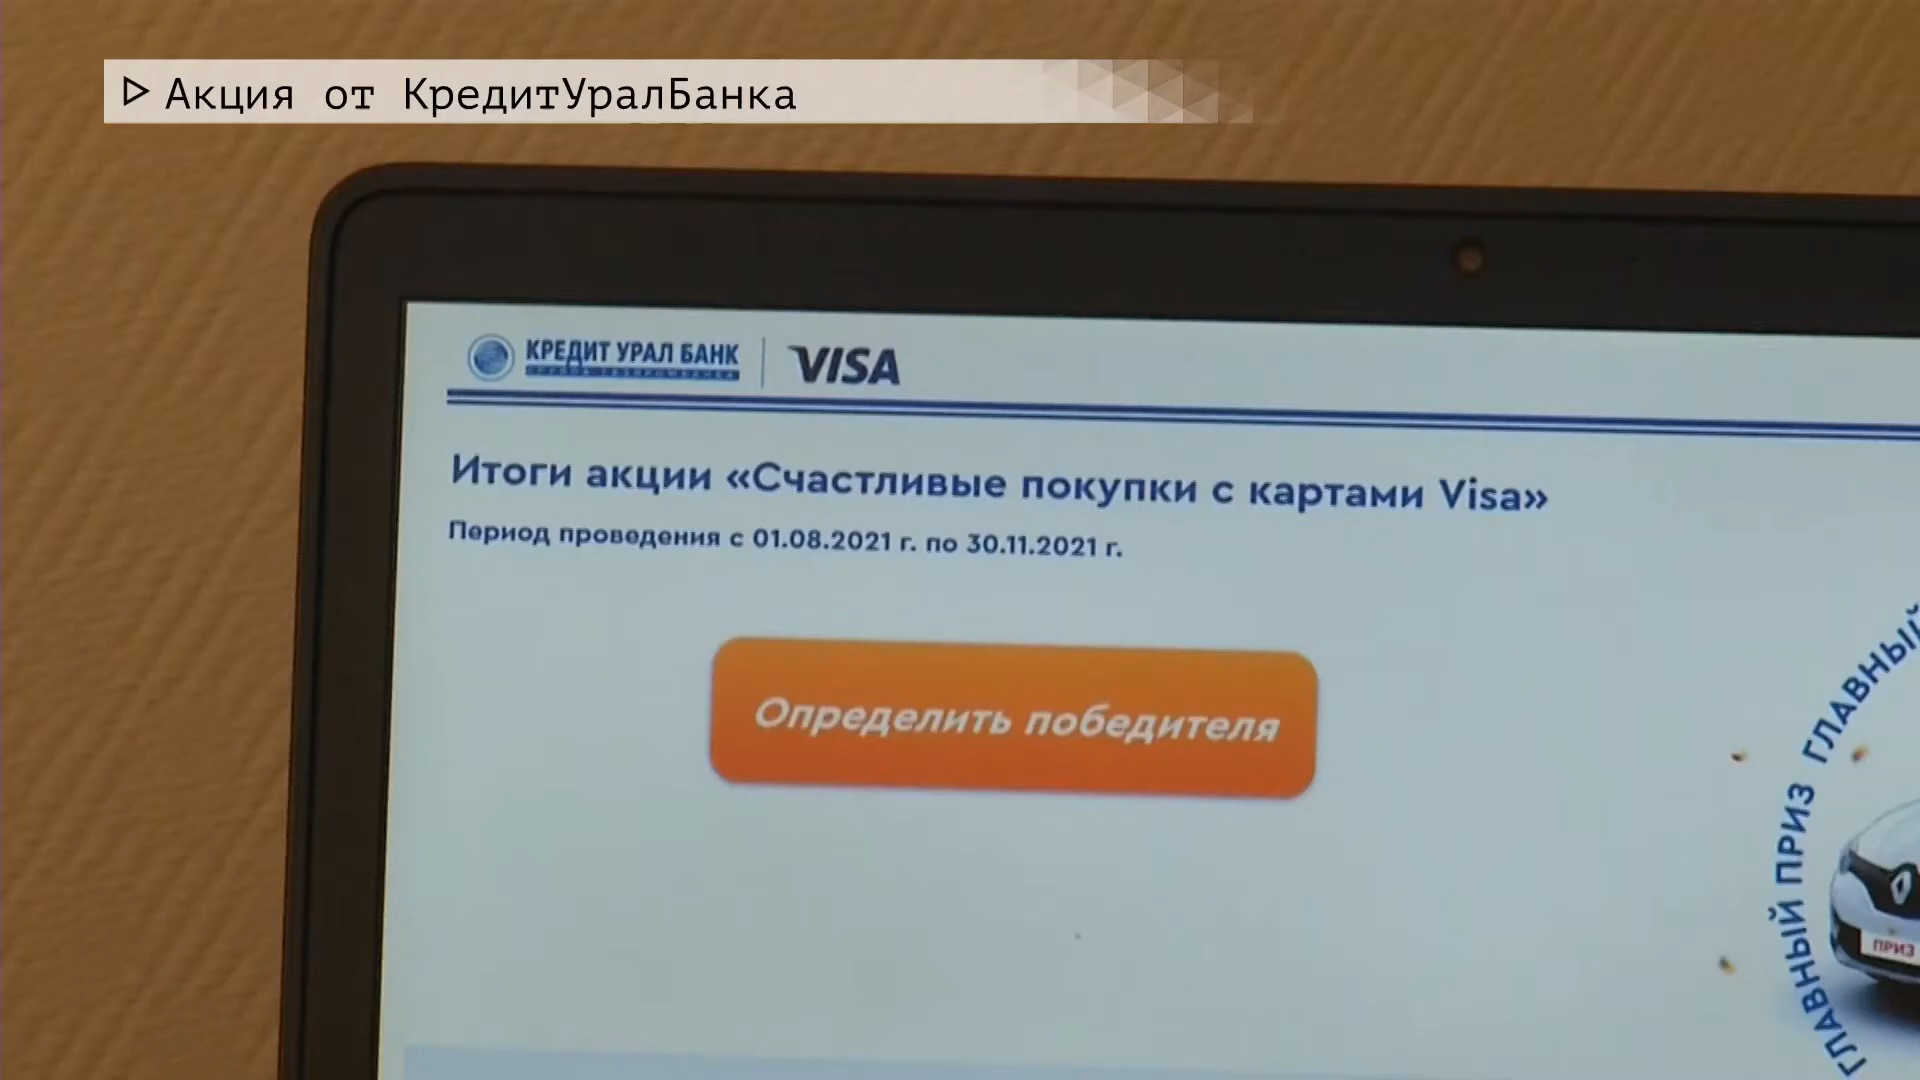 Акция от КредитУралБанка
КРЕДИТ УРАЛ БАНК
VISA
Итоги акции «Счастливые покупки с картами Visa»
Период проведения с 01.08.2021 г. по 30.11.2021 г.
Определить победителя
ГЛАВНЫЙ ПРИЗ ГЛАВНЫЙ
ПРИЗ